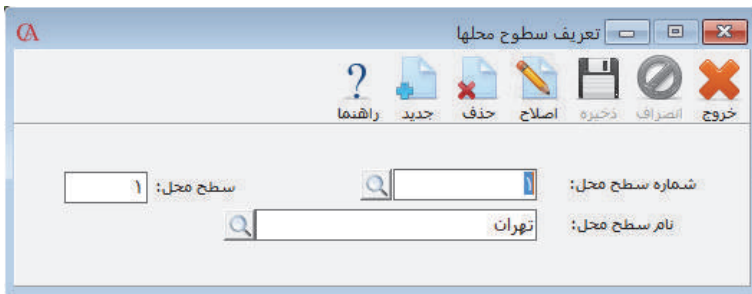 تعریف سطوح محلها
خروج انصراف ذخیره اصلاح حذف جدید راهنما
شماره سطح محل: ۱ سطح محل: ۱
نام سطح محل: تهران